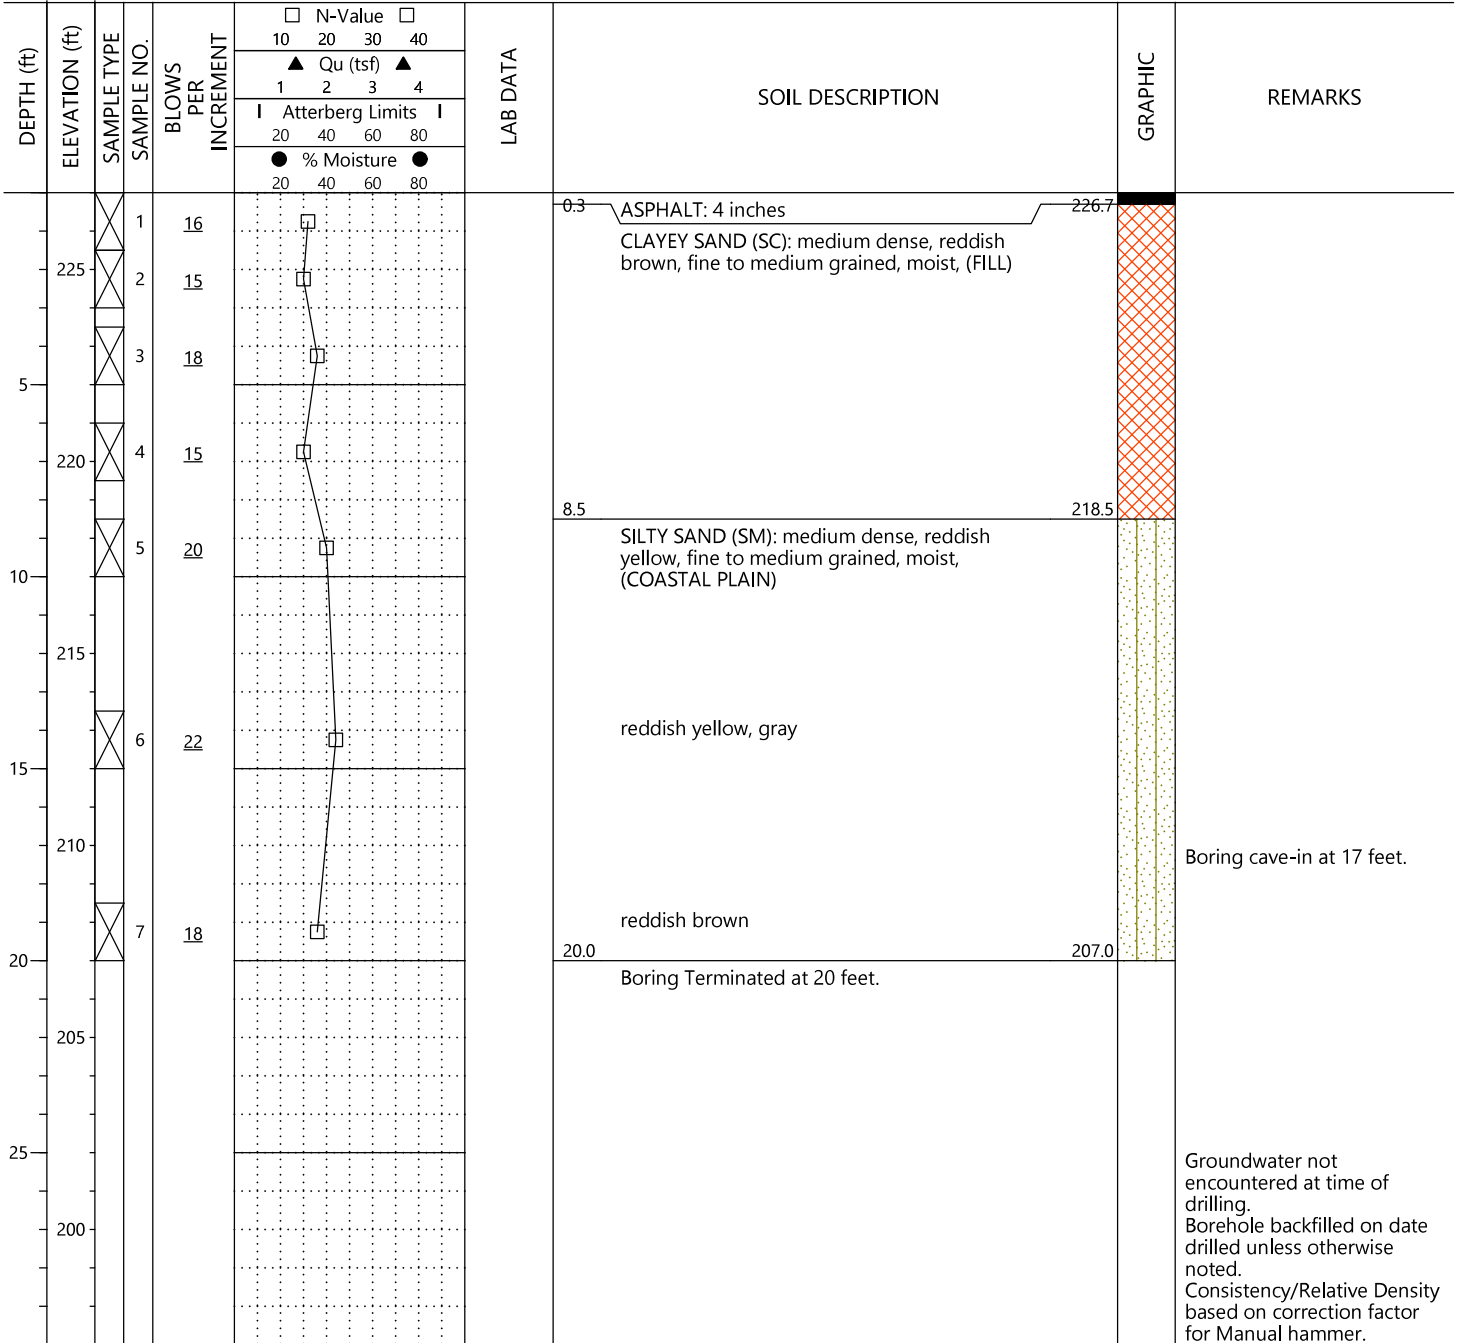 DEPTH (ft)
ELEVATION (ft)
SAMPLE TYPE
SAMPLE NO.
BLOWS
PER
INCREMENT
N-Value
10 20 30 40
Qu (tsf)
1 2 3 4
Atterberg Limits
20 40 60 80
% Moisture
20 40 60 80
LAB DATA
SOIL DESCRIPTION
GRAPHIC
REMARKS
0.3 ASPHALT: 4 inches 226.7
1 16
CLAYEY SAND (SC): medium dense, reddish
brown, fine to medium grained, moist, (FILL)
225
2 15
3 18
5
4 15
220
8.5 218.5
SILTY SAND (SM): medium dense, reddish
yellow, fine to medium grained, moist,
(COASTAL PLAIN)
5 20
10
215
reddish yellow, gray
6 22
15
210
Boring cave-in at 17 feet.
reddish brown
7 18
20.0 207.0
20
Boring Terminated at 20 feet.
205
25
200
Groundwater not
encountered at time of
drilling.
Borehole backfilled on date
drilled unless otherwise
noted.
Consistency/Relative Density
based on correction factor
for Manual hammer.